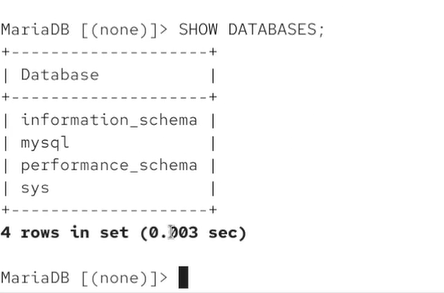 MariaDB [(none)]> SHOW DATABASES;
+--------------------+
| Database           |
+--------------------+
| information_schema |
| mysql              |
| performance_schema |
| sys                |
+--------------------+
4 rows in set (0.003 sec)
MariaDB [(none)]>